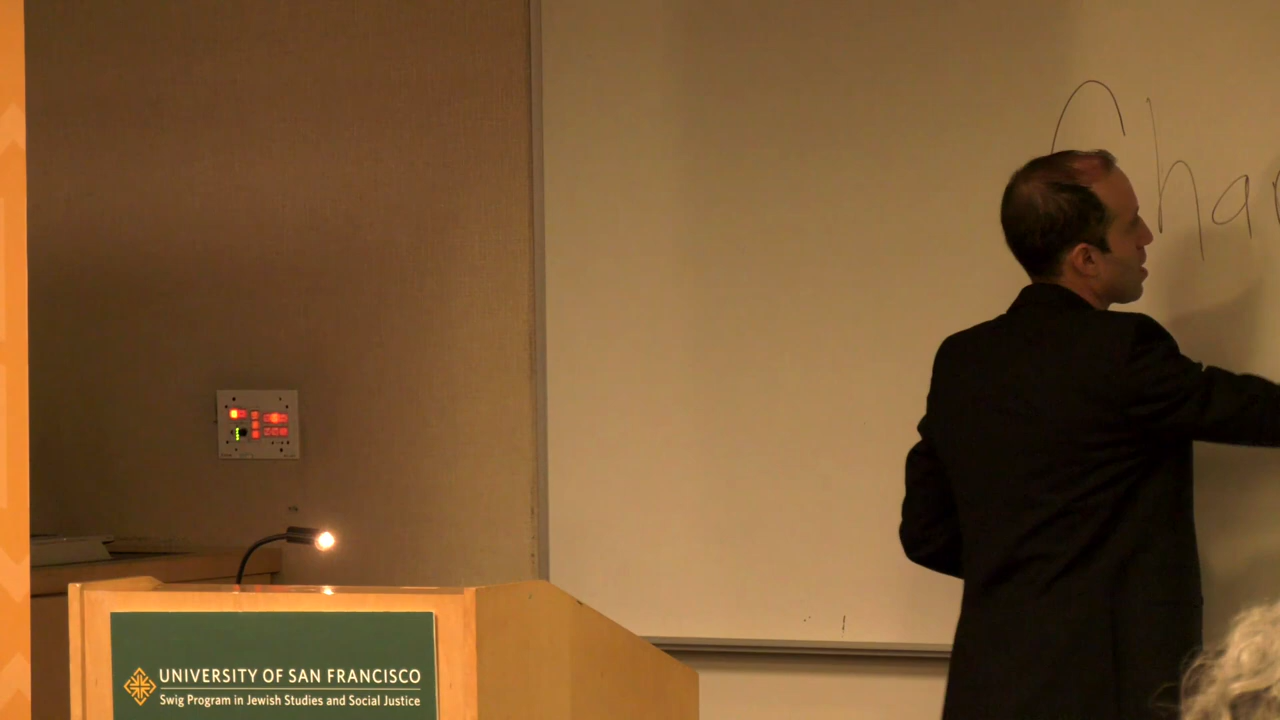 Cha
UNIVERSITY OF SAN FRANCISCO
Swig Program in Jewish Studies and Social Justice